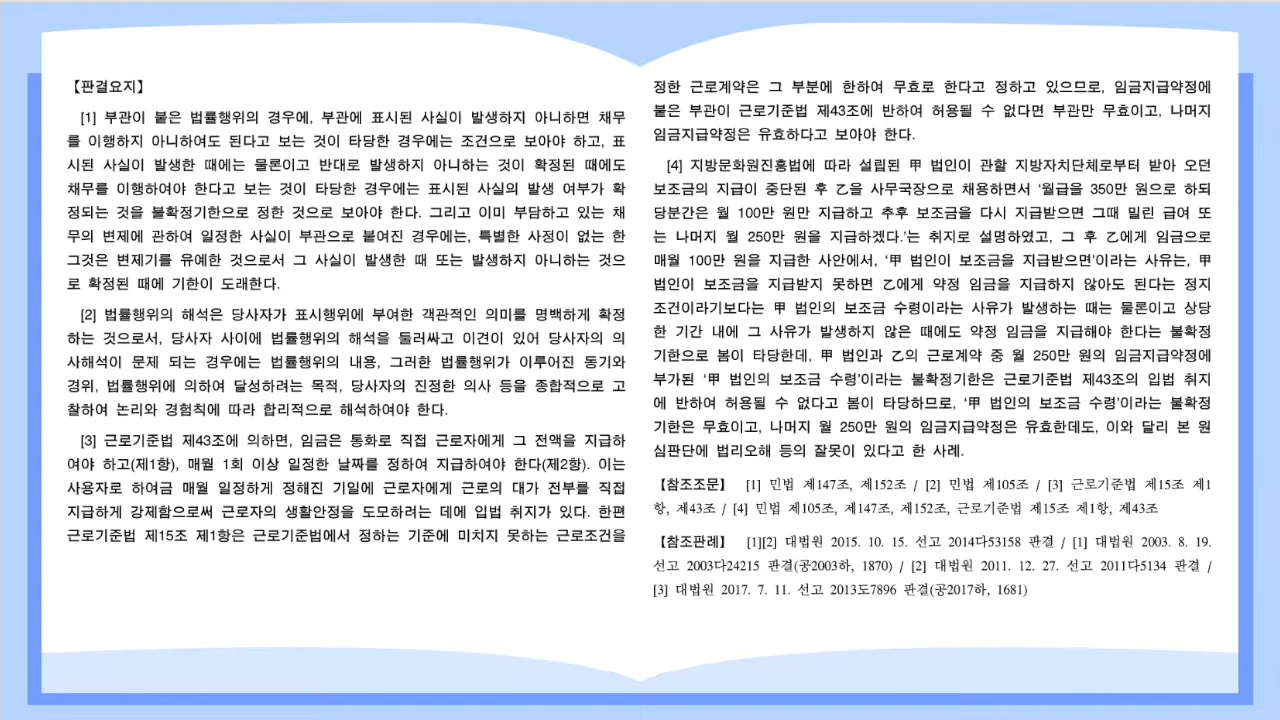 【판결요지】
[1] 부관이 붙은 법률행위의 경우에, 부관에 표시된 사실이 발생하지 아니하면 채무
를 이행하지 아니하여도 된다고 보는 것이 타당한 경우에는 조건으로 보아야 하고, 표
시된 사실이 발생한 때에는 물론이고 반대로 발생하지 아니하는 것이 확정된 때에도
채무를 이행하여야 한다고 보는 것이 타당한 경우에는 표시된 사실의 발생 여부가 확
정되는 것을 불확정기한으로 정한 것으로 보아야 한다. 그리고 이미 부담하고 있는 채
무의 변제에 관하여 일정한 사실이 부관으로 붙여진 경우에는, 특별한 사정이 없는 한
그것은 변제기를 유예한 것으로서 그 사실이 발생한 때 또는 발생하지 아니하는 것으
로 확정된 때에 기한이 도래한다.
[2] 법률행위의 해석은 당사자가 표시행위에 부여한 객관적인 의미를 명백하게 확정
하는 것으로서, 당사자 사이에 법률행위의 해석을 둘러싸고 이견이 있어 당사자의 의
사해석이 문제 되는 경우에는 법률행위의 내용, 그러한 법률행위가 이루어진 동기와
경위, 법률행위에 의하여 달성하려는 목적, 당사자의 진정한 의사 등을 종합적으로 고
찰하여 논리와 경험칙에 따라 합리적으로 해석하여야 한다.
[3] 근로기준법 제43조에 의하면, 임금은 통화로 직접 근로자에게 그 전액을 지급하
여야 하고(제1항), 매월 1회 이상 일정한 날짜를 정하여 지급하여야 한다(제2항). 이는
사용자로 하여금 매월 일정하게 정해진 기일에 근로자에게 근로의 대가 전부를 직접
지급하게 강제함으로써 근로자의 생활안정을 도모하려는 데에 입법 취지가 있다. 한편
근로기준법 제15조 제1항은 근로기준법에서 정하는 기준에 미치지 못하는 근로조건을
정한 근로계약은 그 부분에 한하여 무효로 한다고 정하고 있으므로, 임금지급약정에
붙은 부관이 근로기준법 제43조에 반하여 허용될 수 없다면 부관만 무효이고, 나머지
임금지급약정은 유효하다고 보아야 한다.
[4] 지방문화원진흥법에 따라 설립된 甲 법인이 관할 지방자치단체로부터 받아 오던
보조금의 지급이 중단된 후 乙을 사무국장으로 채용하면서 ‘월급을 350만 원으로 하되
당분간은 월 100만 원만 지급하고 추후 보조금을 다시 지급받으면 그때 밀린 급여 또
는 나머지 월 250만 원을 지급하겠다.’는 취지로 설명하였고, 그 후 乙에게 임금으로
매월 100만 원을 지급한 사안에서, ‘甲 법인이 보조금을 지급받으면’이라는 사유는, 甲
법인이 보조금을 지급받지 못하면 乙에게 약정 임금을 지급하지 않아도 된다는 정지
조건이라기보다는 甲 법인의 보조금 수령이라는 사유가 발생하는 때는 물론이고 상당
한 기간 내에 그 사유가 발생하지 않은 때에도 약정 임금을 지급해야 한다는 불확정
기한으로 봄이 타당한데, 甲 법인과 乙의 근로계약 중 월 250만 원의 임금지급약정에
부가된 ‘甲 법인의 보조금 수령’이라는 불확정기한은 근로기준법 제43조의 입법 취지
에 반하여 허용될 수 없다고 봄이 타당하므로, ‘甲 법인의 보조금 수령’이라는 불확정
기한은 무효이고, 나머지 월 250만 원의 임금지급약정은 유효한데도, 이와 달리 본 원
심판단에 법리오해 등의 잘못이 있다고 한 사례.
【참조조문】 [1] 민법 제147조, 제152조 / [2] 민법 제105조 / [3] 근로기준법 제15조 제1
항, 제43조 / [4] 민법 제105조, 제147조, 제152조, 근로기준법 제15조 제1항, 제43조
【참조판례】 [1][2] 대법원 2015. 10. 15. 선고 2014다53158 판결 / [1] 대법원 2003. 8. 19.
선고 2003다24215 판결(공2003하, 1870) / [2] 대법원 2011. 12. 27. 선고 2011다5134 판결 /
[3] 대법원 2017. 7. 11. 선고 2013도7896 판결(공2017하, 1681)